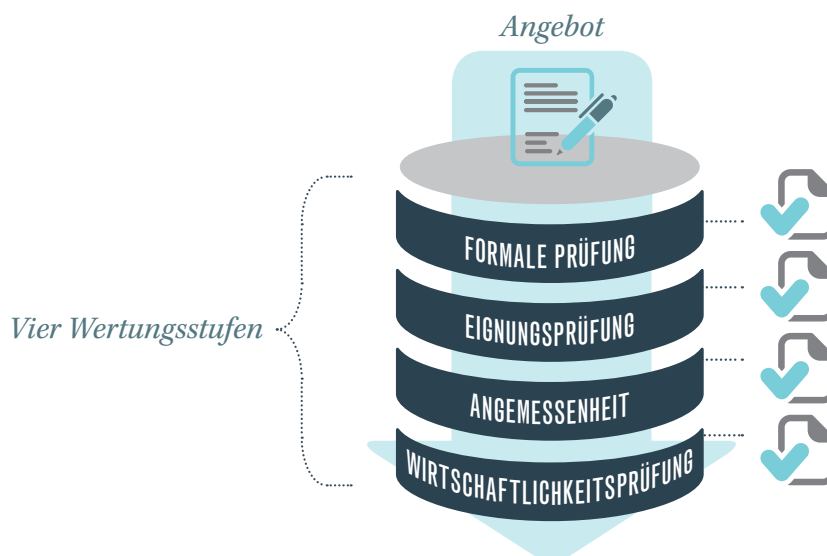 Angebot
FORMALE PRÜFUNG
EIGNUNGSPRÜFUNG
Vier Wertungsstufen
ANGEMESSENHEIT
WIRTSCHAFTLICHKEITSPRÜFUNG